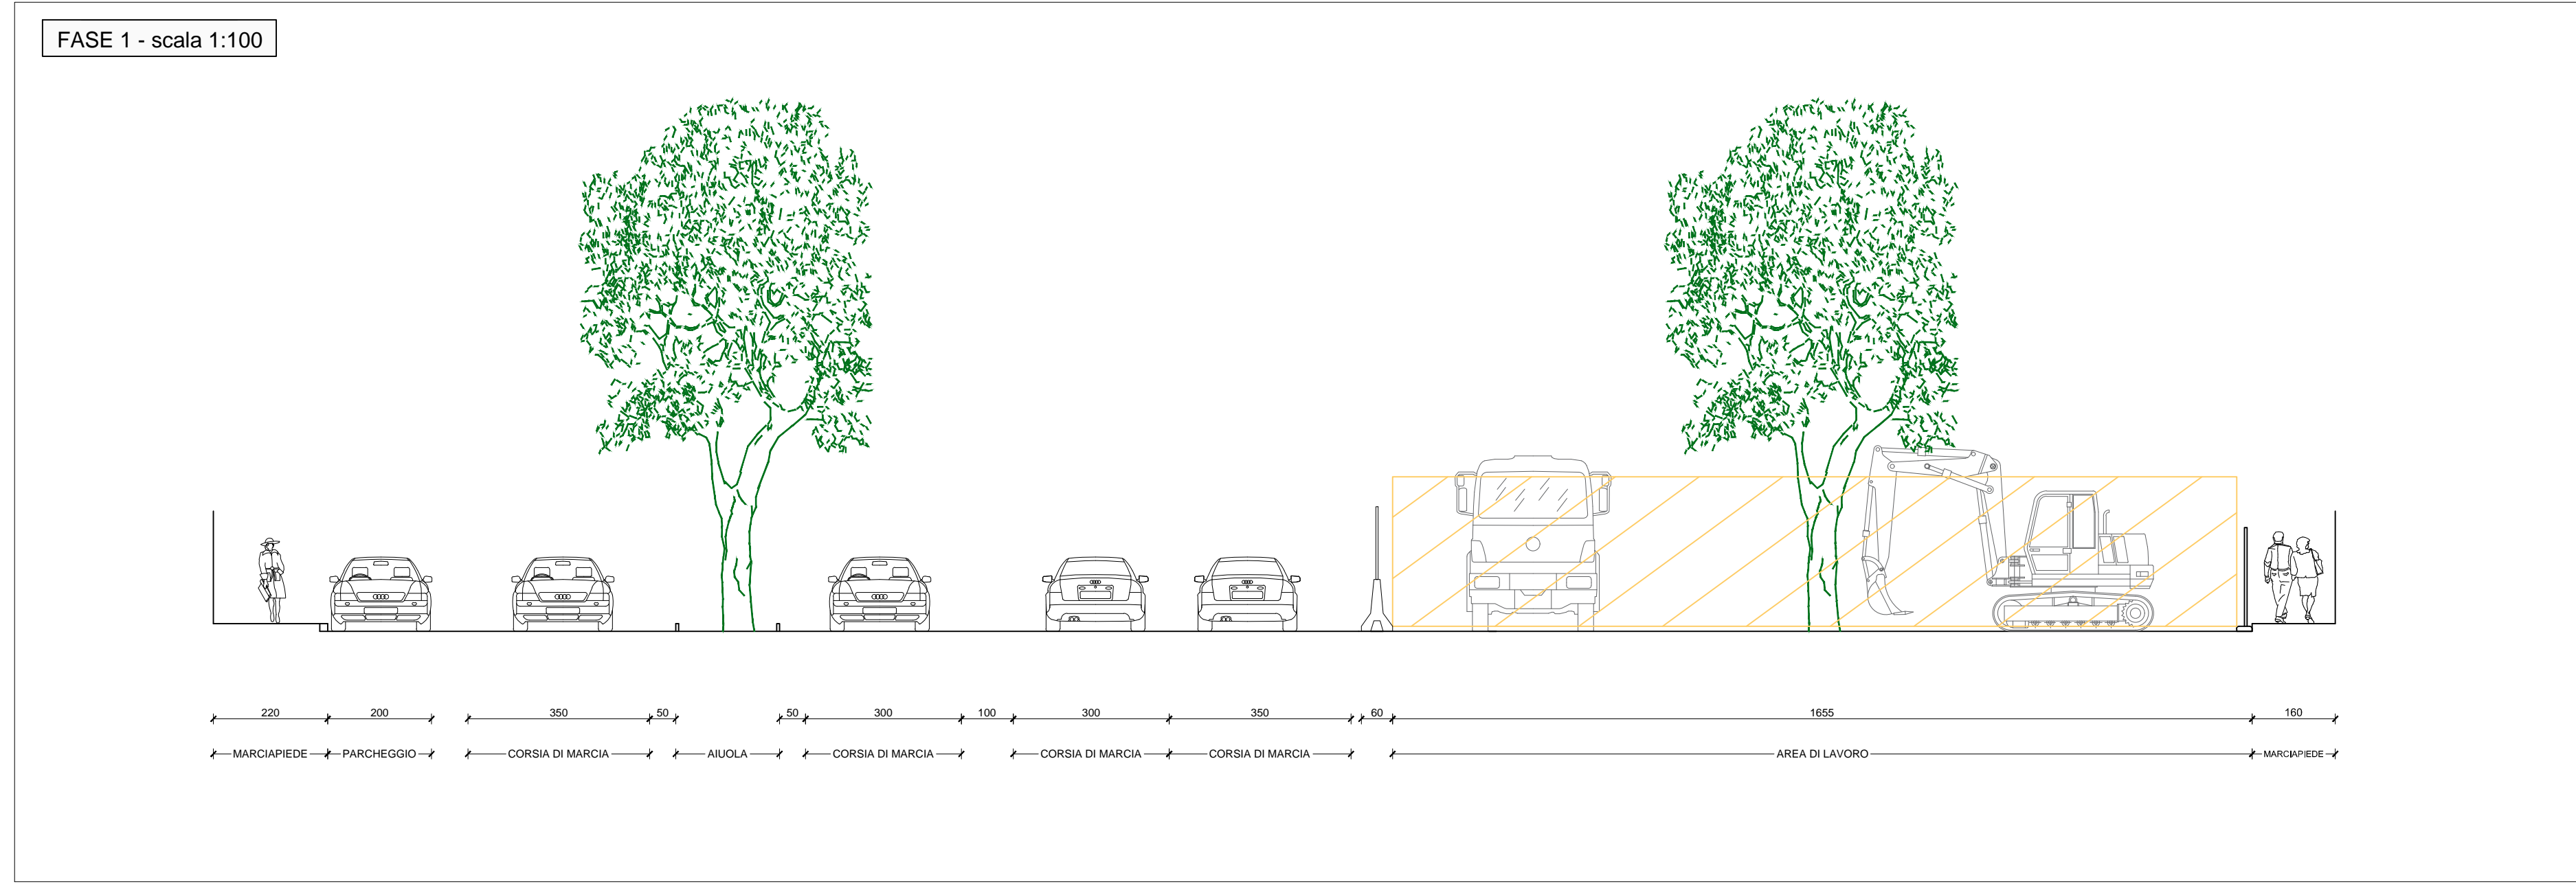 FASE 1 - scala 1:100
220 200 350 50 50 300 100 300 350 60 1655 160
MARCIAPIEDE PARCHEGGIO CORSIA DI MARCIA AIUOLA CORSIA DI MARCIA CORSIA DI MARCIA CORSIA DI MARCIA AREA DI LAVORO MARCIAPIEDE